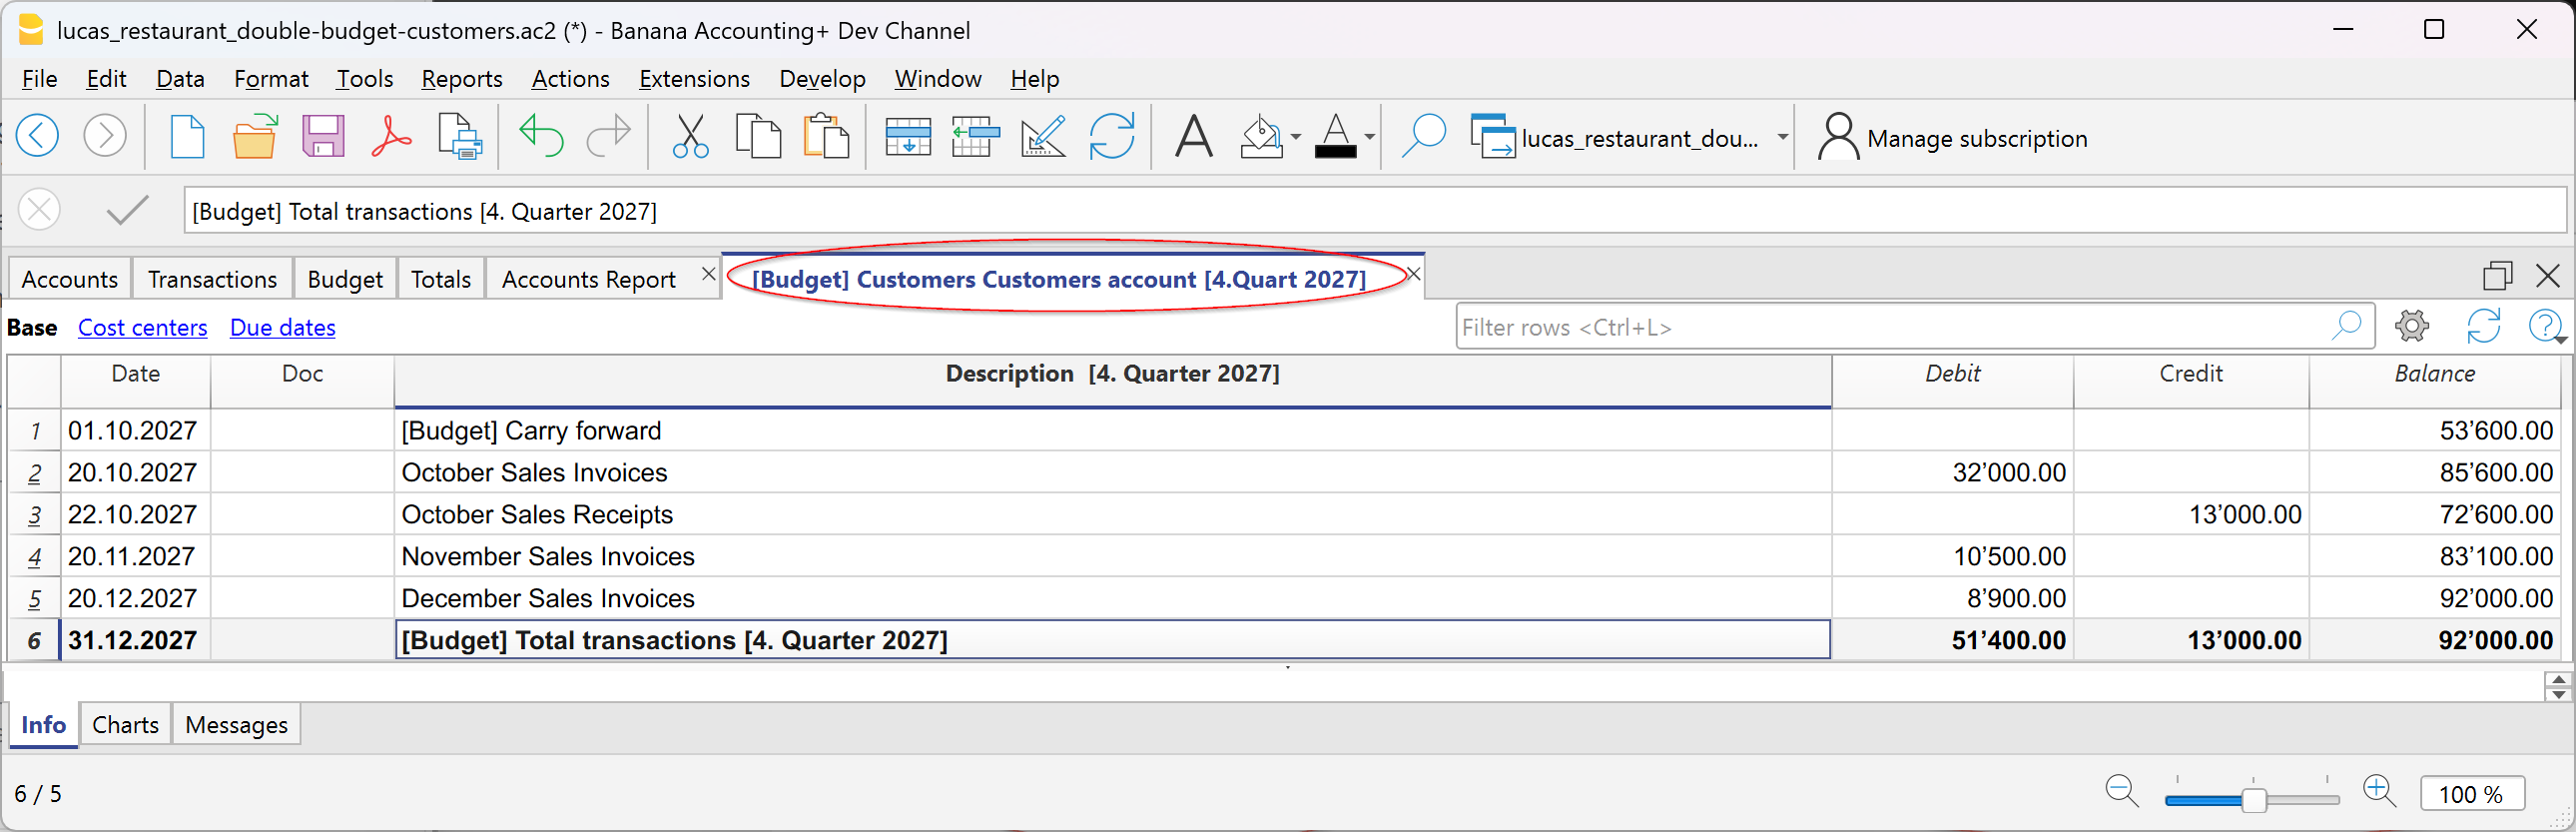 lucas_restaurant_double-budget-customers.ac2 (*) - Banana Accounting+ Dev Channel
File Edit Data Format Tools Reports Actions Extensions Develop Window Help
lucas_restaurant_dou... Manage subscription
[Budget] Total transactions [4. Quarter 2027]
Accounts Transactions Budget Totals Accounts Report [Budget] Customers Customers account [4.Quart 2027]
Base Cost centers Due dates Filter rows <Ctrl+L>
Date Doc Description [4. Quarter 2027] Debit Credit Balance
1 01.10.2027 [Budget] Carry forward 53’600.00
2 20.10.2027 October Sales Invoices 32’000.00 85’600.00
3 22.10.2027 October Sales Receipts 13’000.00 72’600.00
4 20.11.2027 November Sales Invoices 10’500.00 83’100.00
5 20.12.2027 December Sales Invoices 8’900.00 92’000.00
6 31.12.2027 [Budget] Total transactions [4. Quarter 2027] 51’400.00 13’000.00 92’000.00
Info Charts Messages
6 / 5 100 %